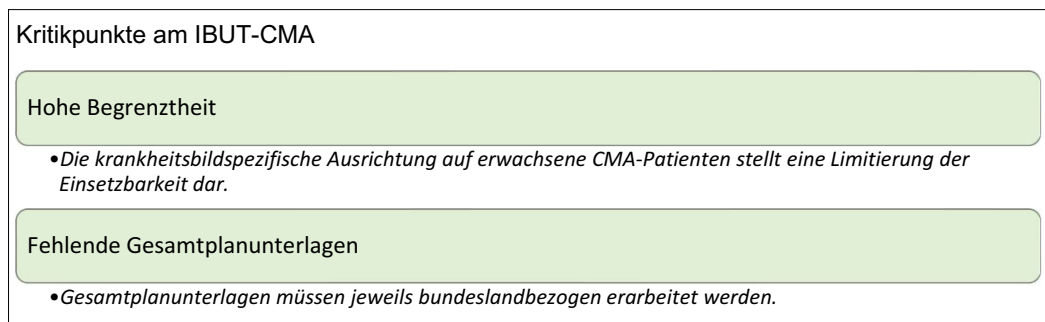 Kritikpunkte am IBUT-CMA
Hohe Begrenztheit
•Die krankheitsbildspezifische Ausrichtung auf erwachsene CMA-Patienten stellt eine Limitierung der
Einsetzbarkeit dar.
Fehlende Gesamtplanunterlagen
•Gesamtplanunterlagen müssen jeweils bundeslandbezogen erarbeitet werden.